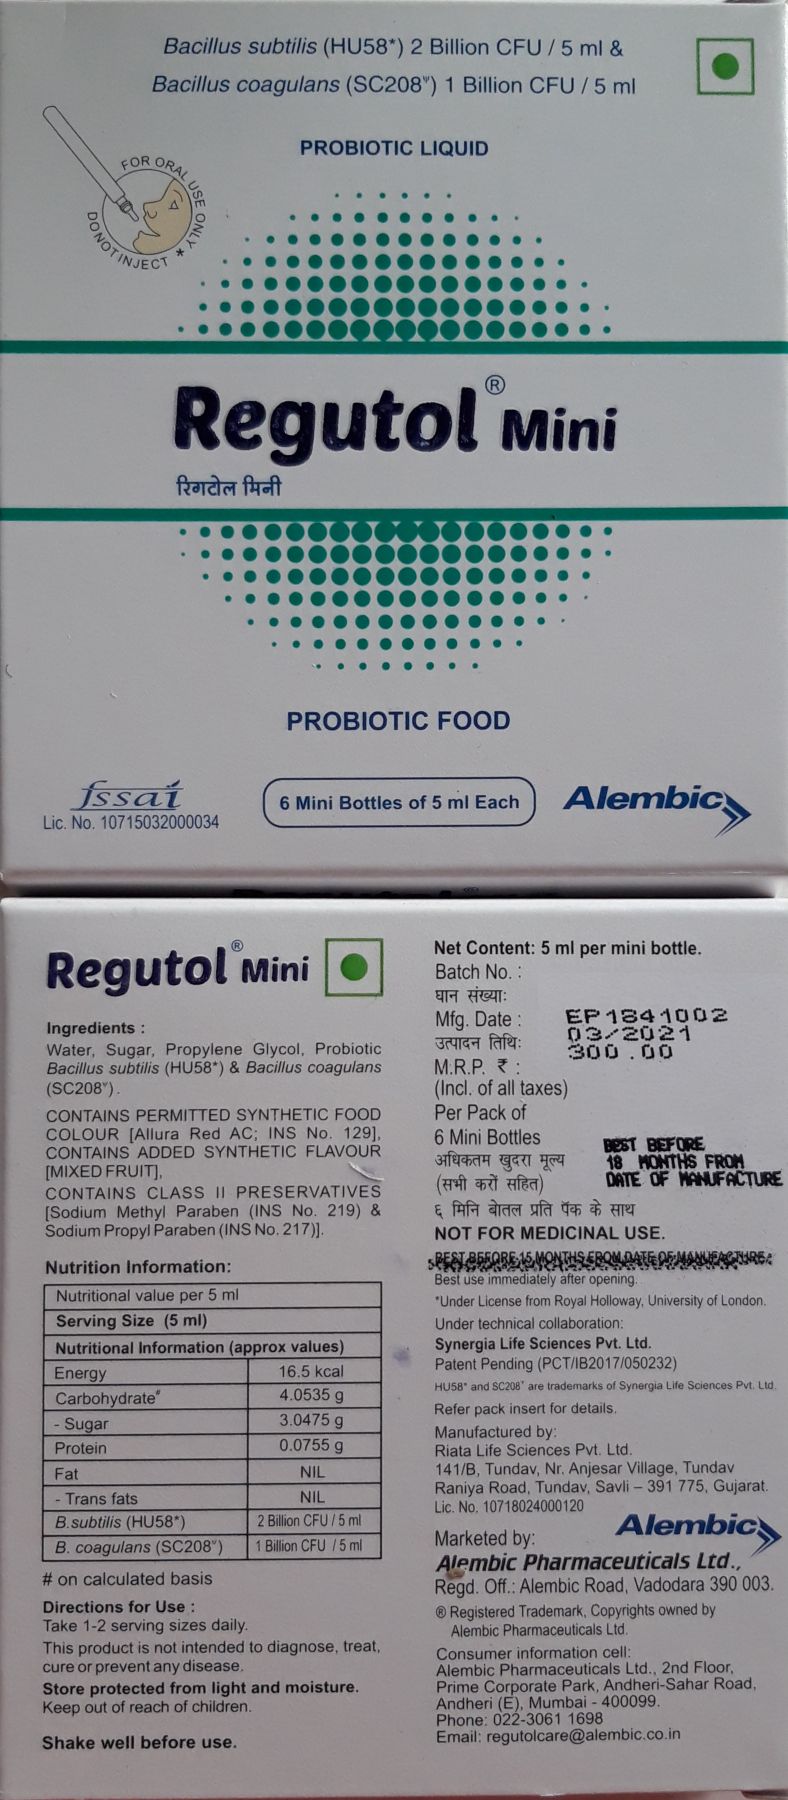 Bacillus subtilis (HU58*) 2 Billion CFU / 5 ml &
Bacillus coagulans (SC208ᴪ) 1 Billion CFU / 5 ml
PROBIOTIC LIQUID
FOR ORAL USE ONLY * DO NOT INJECT
Regutol® Mini
रिगटोल मिनी
PROBIOTIC FOOD
fssai
Lic. No. 10715032000034
6 Mini Bottles of 5 ml Each
Alembic
Regutol® Mini
Ingredients :
Water, Sugar, Propylene Glycol, Probiotic
Bacillus subtilis (HU58*) & Bacillus coagulans
(SC208ᴪ).
CONTAINS PERMITTED SYNTHETIC FOOD
COLOUR [Allura Red AC; INS No. 129],
CONTAINS ADDED SYNTHETIC FLAVOUR
[MIXED FRUIT],
CONTAINS CLASS II PRESERVATIVES
[Sodium Methyl Paraben (INS No. 219) &
Sodium Propyl Paraben (INS No. 217)].
Nutrition Information:
Nutritional value per 5 ml
Serving Size (5 ml)
Nutritional Information (approx values)
Energy 16.5 kcal
Carbohydrate# 4.0535 g
- Sugar 3.0475 g
Protein 0.0755 g
Fat NIL
- Trans fats NIL
B.subtilis (HU58*) 2 Billion CFU / 5 ml
B. coagulans (SC208ᴪ) 1 Billion CFU / 5 ml
# on calculated basis
Directions for Use :
Take 1-2 serving sizes daily.
This product is not intended to diagnose, treat,
cure or prevent any disease.
Store protected from light and moisture.
Keep out of reach of children.
Shake well before use.
Net Content: 5 ml per mini bottle.
Batch No. :
घान संख्याः EP1841002
Mfg. Date : 03/2021
उत्पादन तिथिः 300.00
M.R.P. ₹ :
(Incl. of all taxes)
Per Pack of
6 Mini Bottles
अधिकतम खुदरा मूल्य
(सभी करों सहित)
६ मिनि बोतल प्रति पॅक के साथ
BEST BEFORE
18 MONTHS FROM
DATE OF MANUFACTURE
NOT FOR MEDICINAL USE.
BEST BEFORE 15 MONTHS FROM DATE OF MANUFACTURE.
Best use immediately after opening.
*Under License from Royal Holloway, University of London.
Under technical collaboration:
Synergia Life Sciences Pvt. Ltd.
Patent Pending (PCT/IB2017/050232)
HU58* and SC208ᴪ are trademarks of Synergia Life Sciences Pvt. Ltd.
Refer pack insert for details.
Manufactured by:
Riata Life Sciences Pvt. Ltd.
141/B, Tundav, Nr. Anjesar Village, Tundav
Raniya Road, Tundav, Savli – 391 775, Gujarat.
Lic. No. 10718024000120
Alembic
Marketed by:
Alembic Pharmaceuticals Ltd.,
Regd. Off.: Alembic Road, Vadodara 390 003.
® Registered Trademark, Copyrights owned by
Alembic Pharmaceuticals Ltd.
Consumer information cell:
Alembic Pharmaceuticals Ltd., 2nd Floor,
Prime Corporate Park, Andheri-Sahar Road,
Andheri (E), Mumbai - 400099.
Phone: 022-3061 1698
Email: regutolcare@alembic.co.in